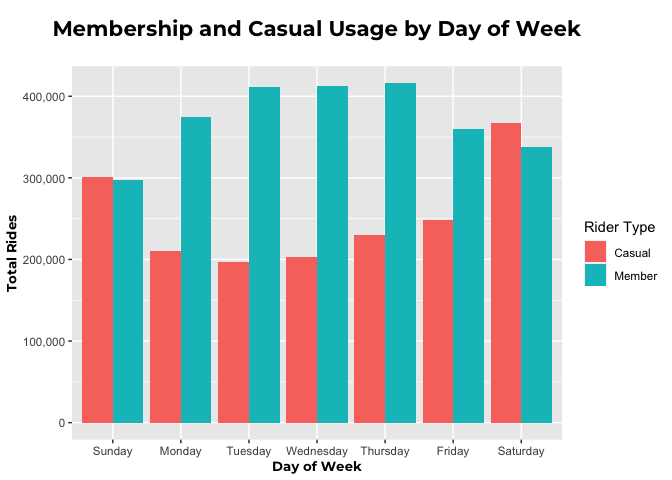 Membership and Casual Usage by Day of Week
Total Rides
400,000
300,000
200,000
100,000
0
Sunday
Monday
Tuesday
Wednesday
Thursday
Friday
Saturday
Day of Week
Rider Type
Casual
Member